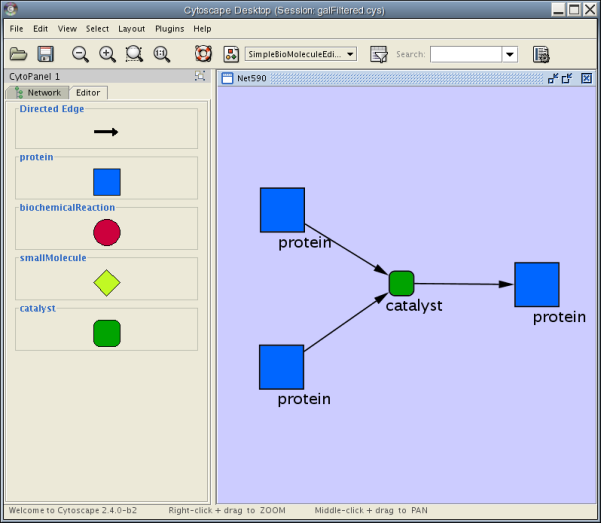 Cytoscape Desktop (Session: galFiltered.cys)
File Edit View Select Layout Plugins Help
1:1 SimpleBioMoleculeEdi... Search:
CytoPanel 1
Network Editor
Directed Edge
protein
biochemicalReaction
smallMolecule
catalyst
Net590
protein
catalyst
protein
protein
Welcome to Cytoscape 2.4.0-b2 Right-click + drag to ZOOM Middle-click + drag to PAN